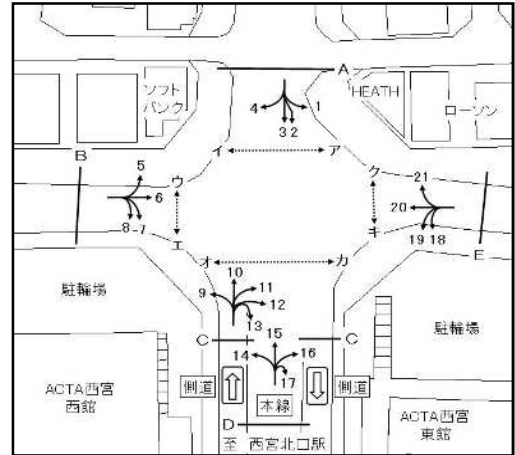 A
ソフト
バンク
HEATH
ローソン
4
3 2
1
イ
ア
B
5
6
8
7
ウ
エ
ク
キ
21
20
19
18
E
オ
カ
10
9
11
12
13
駐輪場
駐輪場
C
C
15
14
16
17
側道
側道
本線
ACTA西宮
西館
ACTA西宮
東館
D
至 西宮北口駅